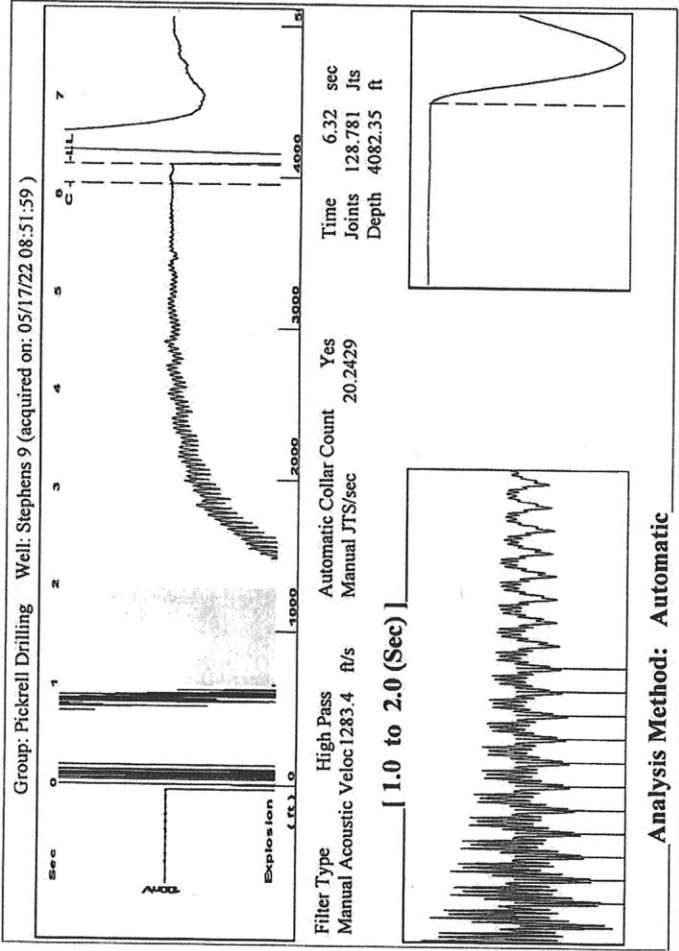 Group: Pickrell Drilling Well: Stephens 9 (acquired on: 05/17/22 08:51:59 )
Sec
0 1 2 3 4 5 6 7
C
LL
100mV
Explosion
( ft ) 0 1000 2000 3000 4000 5
Filter Type High Pass Automatic Collar Count Yes Time 6.32 sec
Manual Acoustic Veloc 1283.4 ft/s Manual JTS/sec 20.2429 Joints 128.781 Jts
Depth 4082.35 ft
[ 1.0 to 2.0 (Sec) ]
Analysis Method: Automatic